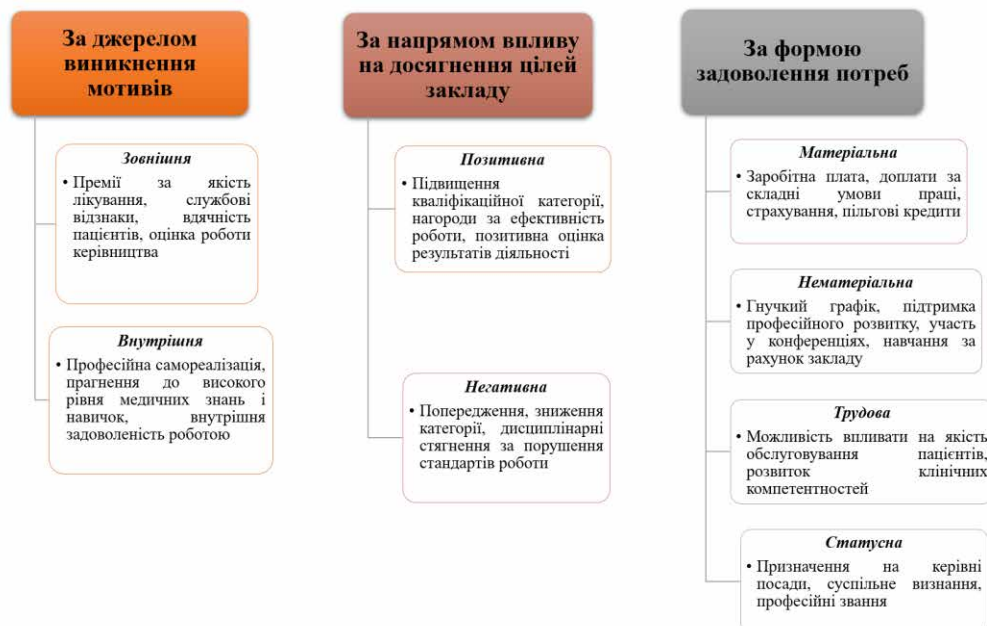 За джерелом
виникнення
мотивів
Зовнішня
• Премії за якість
лікування, службові
відзнаки, вдячність
пацієнтів, оцінка роботи
керівництва
Внутрішня
• Професійна самореалізація,
прагнення до високого
рівня медичних знань і
навичок, внутрішня
задоволеність роботою
За напрямом впливу
на досягнення цілей
закладу
Позитивна
• Підвищення
кваліфікаційної категорії,
нагороди за ефективність
роботи, позитивна оцінка
результатів діяльності
Негативна
• Попередження, зниження
категорії, дисциплінарні
стягнення за порушення
стандартів роботи
За формою
задоволення потреб
Матеріальна
• Заробітна плата, доплати за
складні умови праці,
страхування, пільгові кредити
Нематеріальна
• Гнучкий графік, підтримка
професійного розвитку, участь
у конференціях, навчання за
рахунок закладу
Трудова
• Можливість впливати на якість
обслуговування пацієнтів,
розвиток клінічних
компетентностей
Статусна
• Призначення на керівні
посади, суспільне визнання,
професійні звання